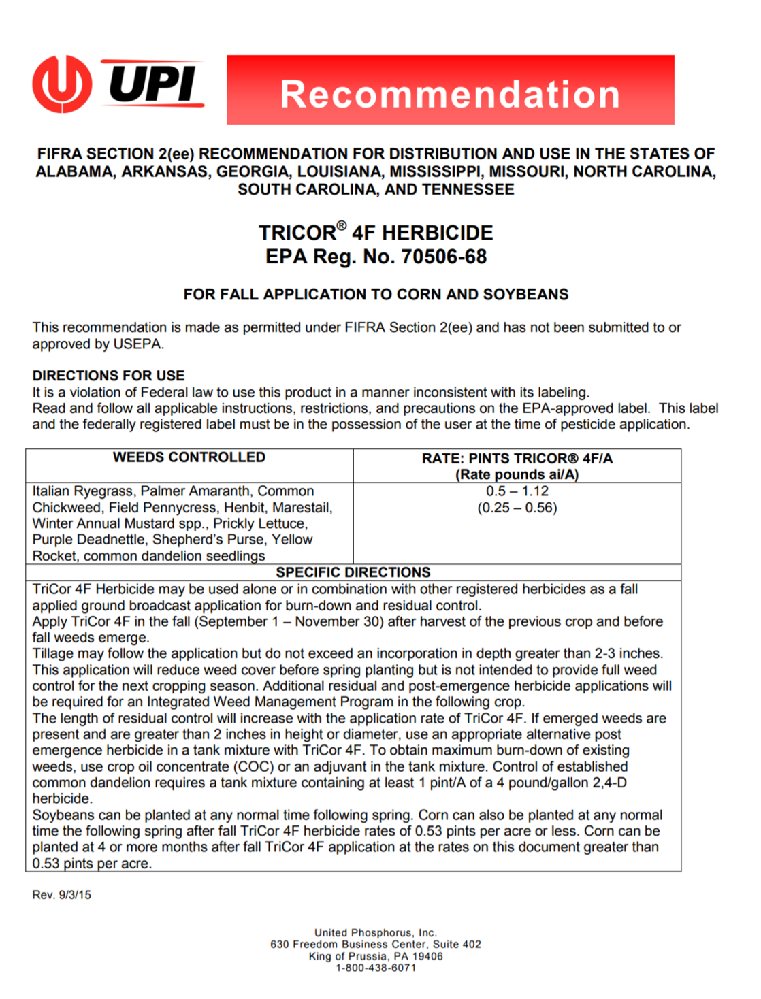 UPI
Recommendation
FIFRA SECTION 2(ee) RECOMMENDATION FOR DISTRIBUTION AND USE IN THE STATES OF
ALABAMA, ARKANSAS, GEORGIA, LOUISIANA, MISSISSIPPI, MISSOURI, NORTH CAROLINA,
SOUTH CAROLINA, AND TENNESSEE
TRICOR® 4F HERBICIDE
EPA Reg. No. 70506-68
FOR FALL APPLICATION TO CORN AND SOYBEANS
This recommendation is made as permitted under FIFRA Section 2(ee) and has not been submitted to or
approved by USEPA.
DIRECTIONS FOR USE
It is a violation of Federal law to use this product in a manner inconsistent with its labeling.
Read and follow all applicable instructions, restrictions, and precautions on the EPA-approved label. This label
and the federally registered label must be in the possession of the user at the time of pesticide application.
WEEDS CONTROLLED
RATE: PINTS TRICOR® 4F/A
(Rate pounds ai/A)
Italian Ryegrass, Palmer Amaranth, Common
Chickweed, Field Pennycress, Henbit, Marestail,
Winter Annual Mustard spp., Prickly Lettuce,
Purple Deadnettle, Shepherd's Purse, Yellow
Rocket, common dandelion seedlings
0.5 – 1.12
(0.25 – 0.56)
SPECIFIC DIRECTIONS
TriCor 4F Herbicide may be used alone or in combination with other registered herbicides as a fall
applied ground broadcast application for burn-down and residual control.
Apply TriCor 4F in the fall (September 1 – November 30) after harvest of the previous crop and before
fall weeds emerge.
Tillage may follow the application but do not exceed an incorporation in depth greater than 2-3 inches.
This application will reduce weed cover before spring planting but is not intended to provide full weed
control for the next cropping season. Additional residual and post-emergence herbicide applications will
be required for an Integrated Weed Management Program in the following crop.
The length of residual control will increase with the application rate of TriCor 4F. If emerged weeds are
present and are greater than 2 inches in height or diameter, use an appropriate alternative post
emergence herbicide in a tank mixture with TriCor 4F. To obtain maximum burn-down of existing
weeds, use crop oil concentrate (COC) or an adjuvant in the tank mixture. Control of established
common dandelion requires a tank mixture containing at least 1 pint/A of a 4 pound/gallon 2,4-D
herbicide.
Soybeans can be planted at any normal time following spring. Corn can also be planted at any normal
time the following spring after fall TriCor 4F herbicide rates of 0.53 pints per acre or less. Corn can be
planted at 4 or more months after fall TriCor 4F application at the rates on this document greater than
0.53 pints per acre.
Rev. 9/3/15
United Phosphorus, Inc.
630 Freedom Business Center, Suite 402
King of Prussia, PA 19406
1-800-438-6071